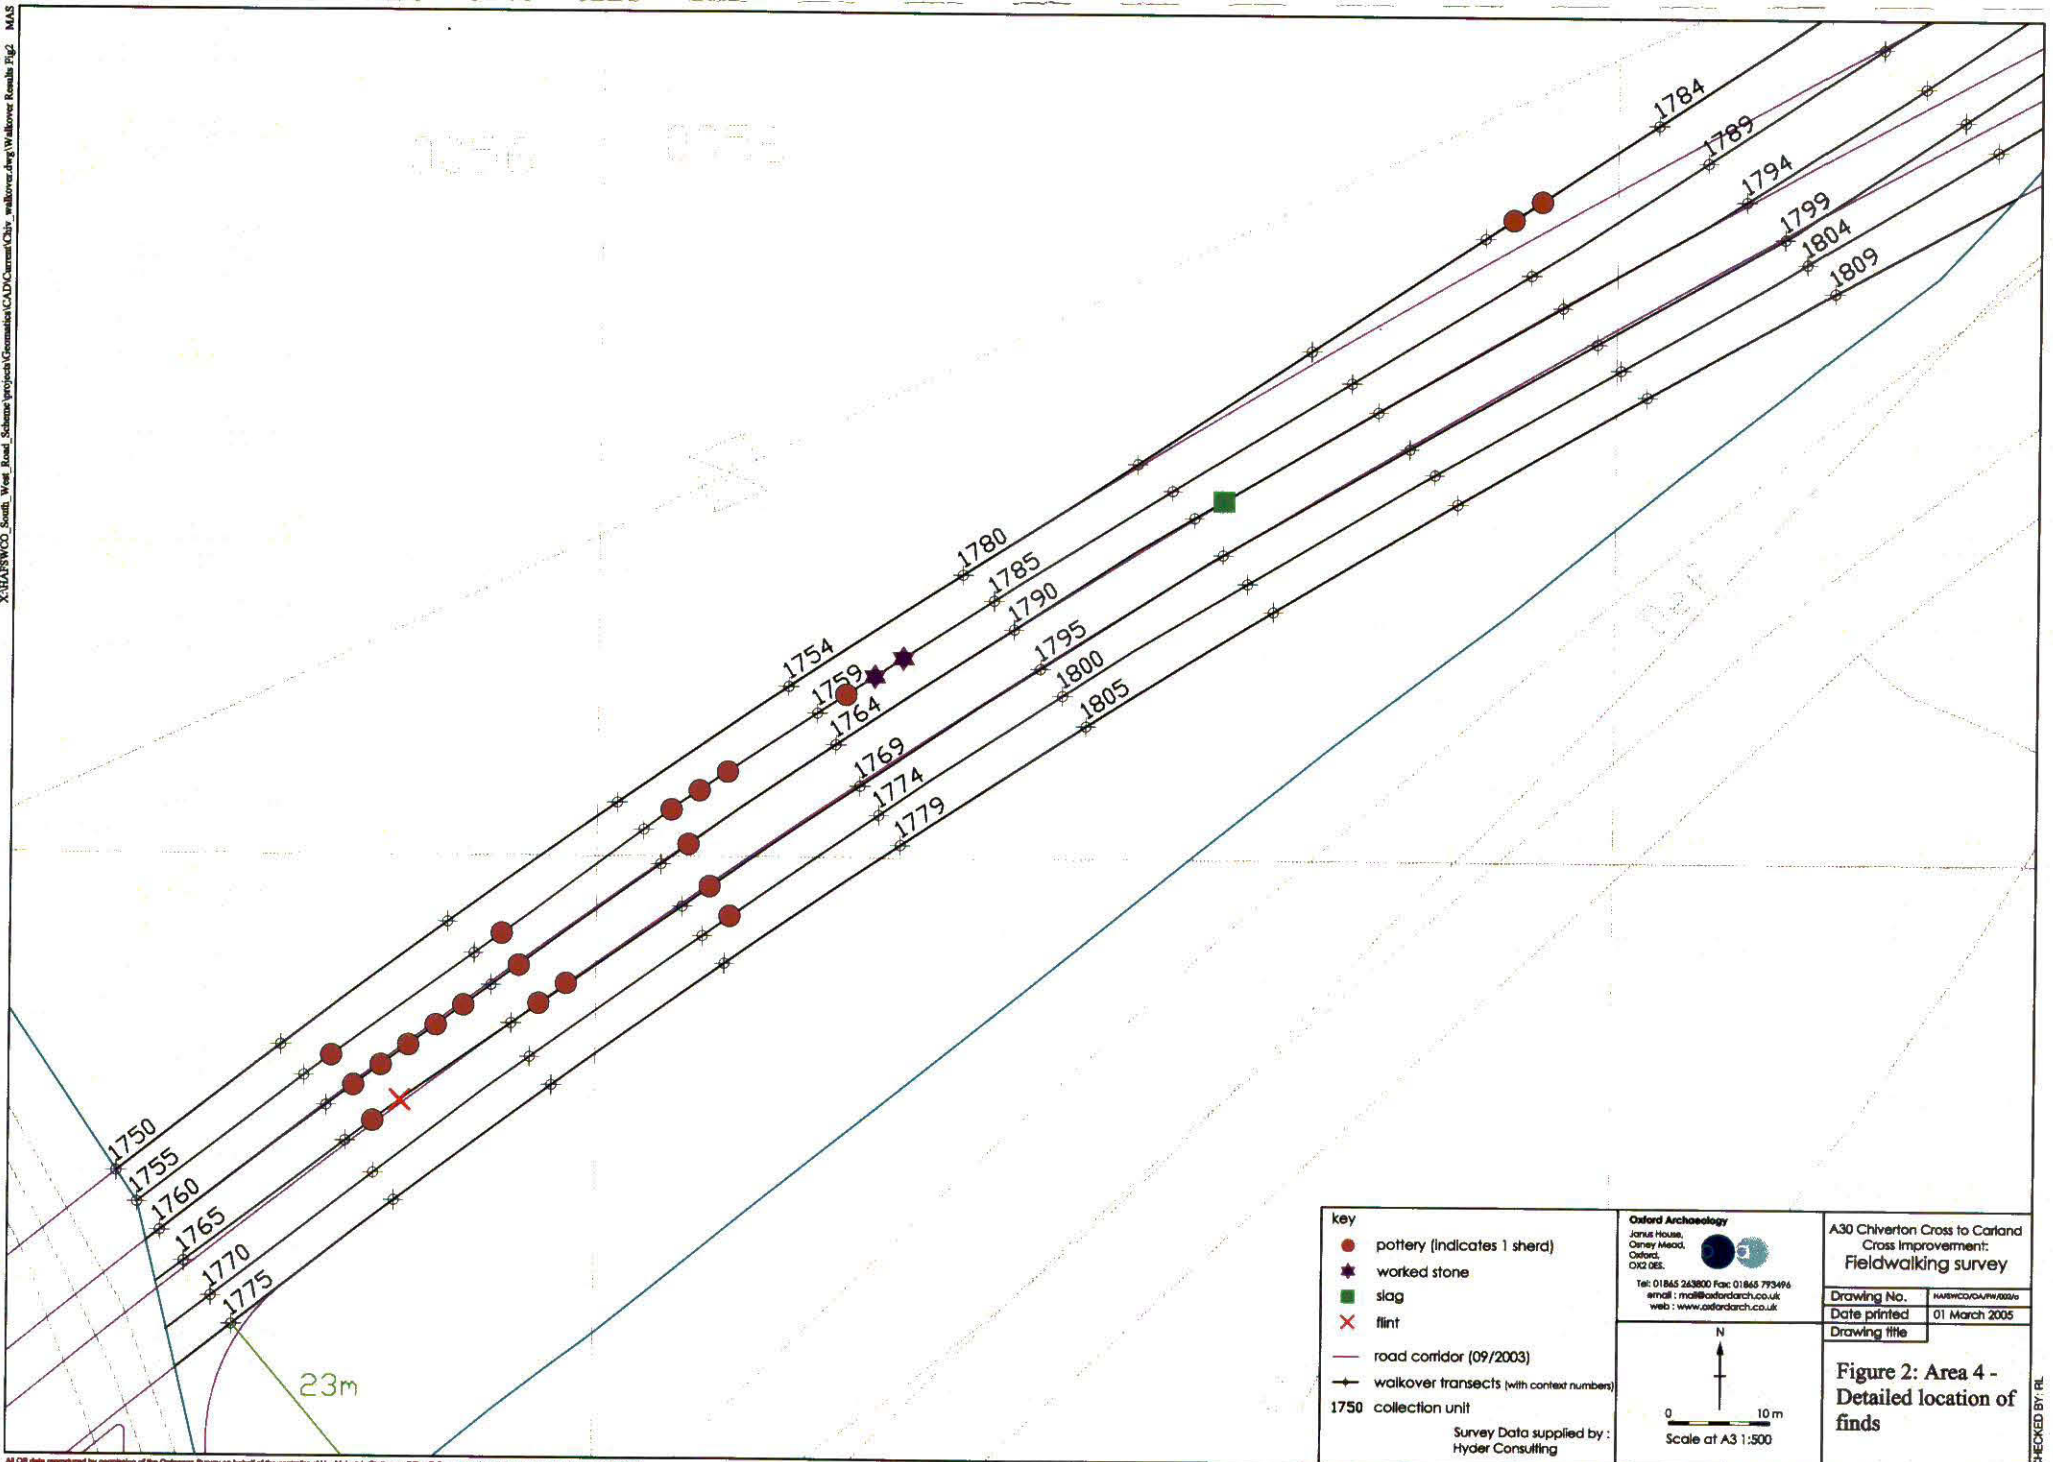 X:\HAFSWCO_South_West_Road_Scheme\projects\Geomatics\CAD\Current\Chiv_walkover.dwg\Walkover Results Fig2 MAS
1784
1789
1794
1799
1804
1809
1780
1785
1790
1795
1800
1805
1754
1759
1764
1769
1774
1779
1750
1755
1760
1765
1770
1775
23m
key
pottery (indicates 1 sherd)
worked stone
slag
flint
road corridor (09/2003)
walkover transects (with context numbers)
1750 collection unit
Survey Data supplied by :
Hyder Consulting
Oxford Archaeology
Janus House,
Osney Mead,
Oxford,
OX2 0ES.
Tel: 01865 263800 Fax: 01865 793496
email : mail@oxfordarch.co.uk
web : www.oxfordarch.co.uk
N
0 10 m
Scale at A3 1:500
A30 Chiverton Cross to Carland
Cross Improvement:
Fieldwalking survey
Drawing No.
Date printed 01 March 2005
Drawing title
Figure 2: Area 4 -
Detailed location of
finds
CHECKED BY: RL